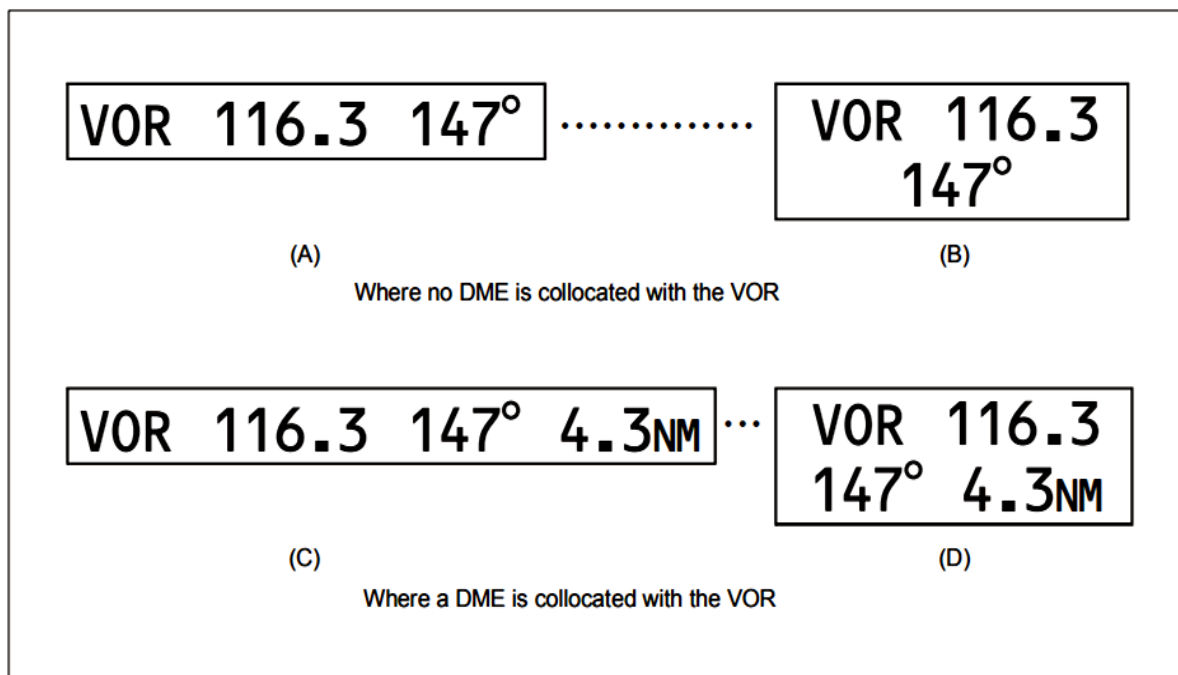 VOR 116.3 147°
VOR 116.3
147°
(A)
(B)
Where no DME is collocated with the VOR
VOR 116.3 147° 4.3NM
VOR 116.3
147° 4.3NM
(C)
(D)
Where a DME is collocated with the VOR